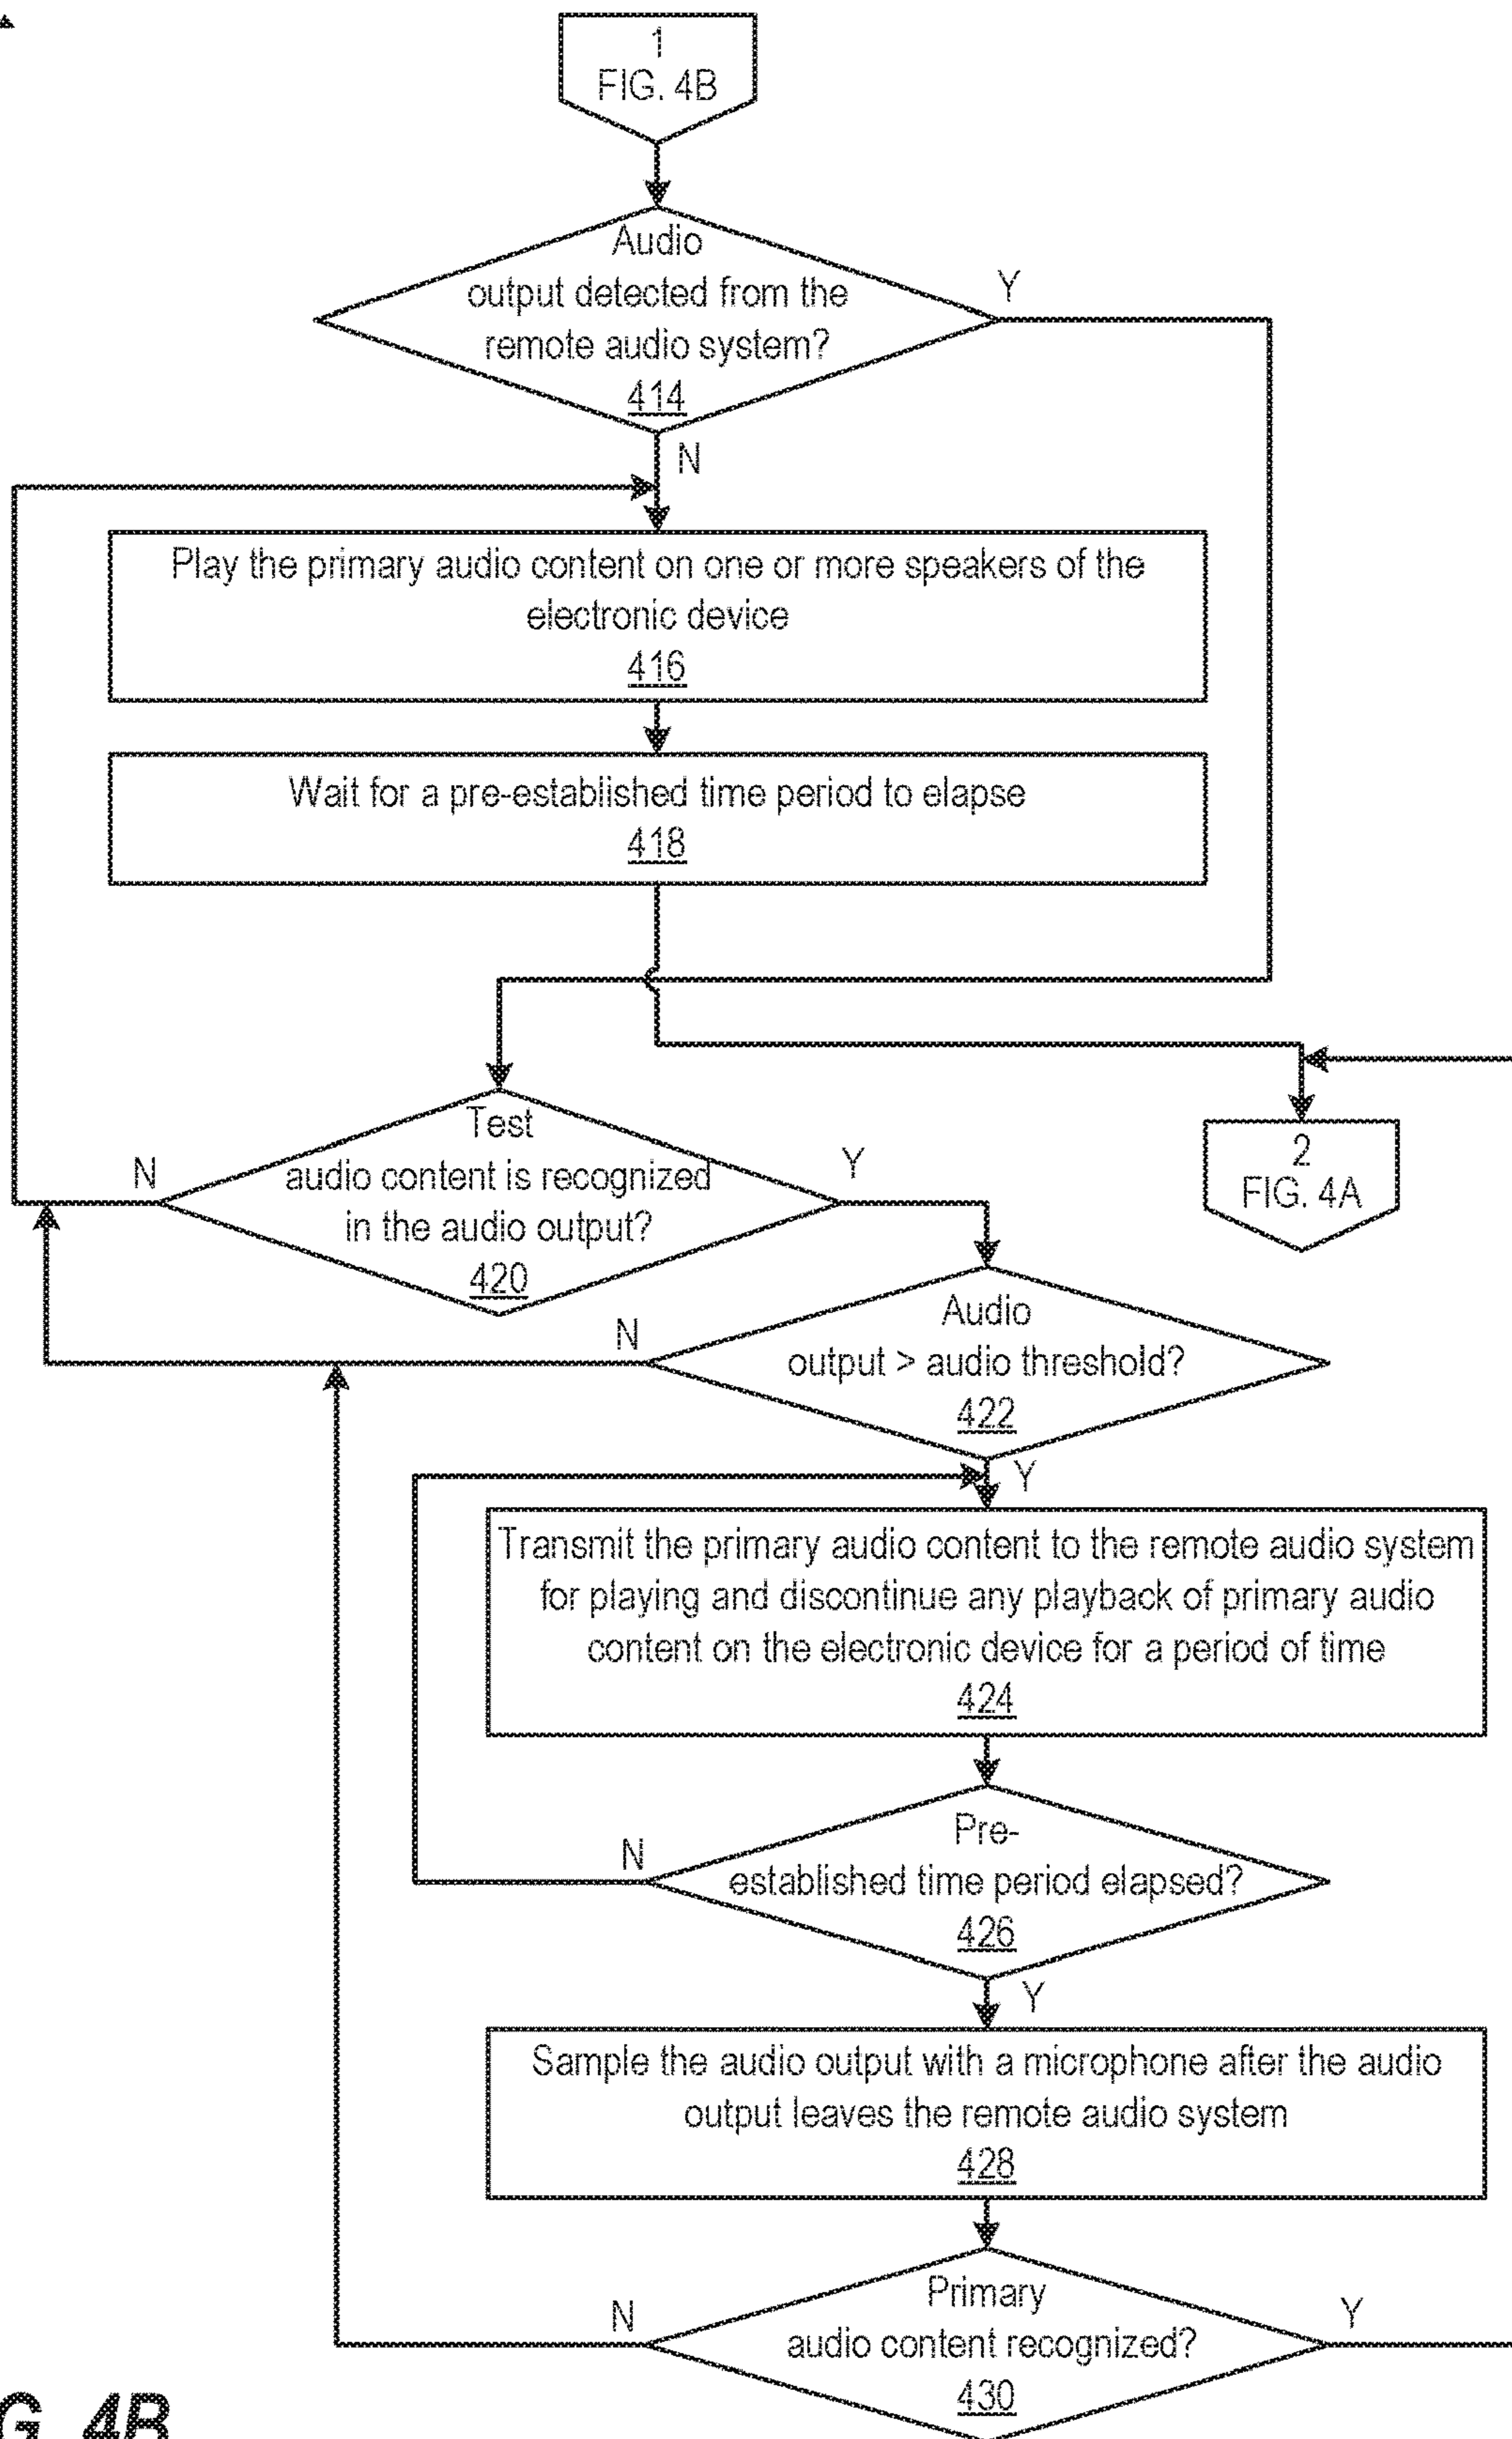 1
FIG. 4B
Audio
output detected from the
remote audio system?
414
Y
N
Play the primary audio content on one or more speakers of the
electronic device
416
Wait for a pre-established time period to elapse
418
Test
audio content is recognized
in the audio output?
420
N
Y
2
FIG. 4A
Audio
output > audio threshold?
422
N
Y
Transmit the primary audio content to the remote audio system
for playing and discontinue any playback of primary audio
content on the electronic device for a period of time
424
Pre-
established time period elapsed?
426
N
Y
Sample the audio output with a microphone after the audio
output leaves the remote audio system
428
Primary
audio content recognized?
430
N
Y
G. 4B